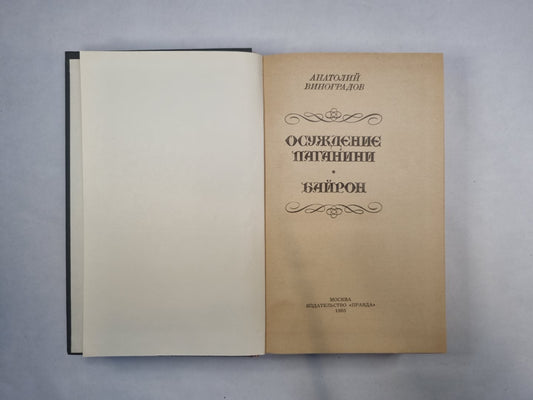 АНАТОЛИЙ
ВИНОГРАДОВ
ОСУЖДЕНИЕ
ПАГАНИНИ
•
БАЙРОН
МОСКВА
ИЗДАТЕЛЬСТВО «ПРАВДА»